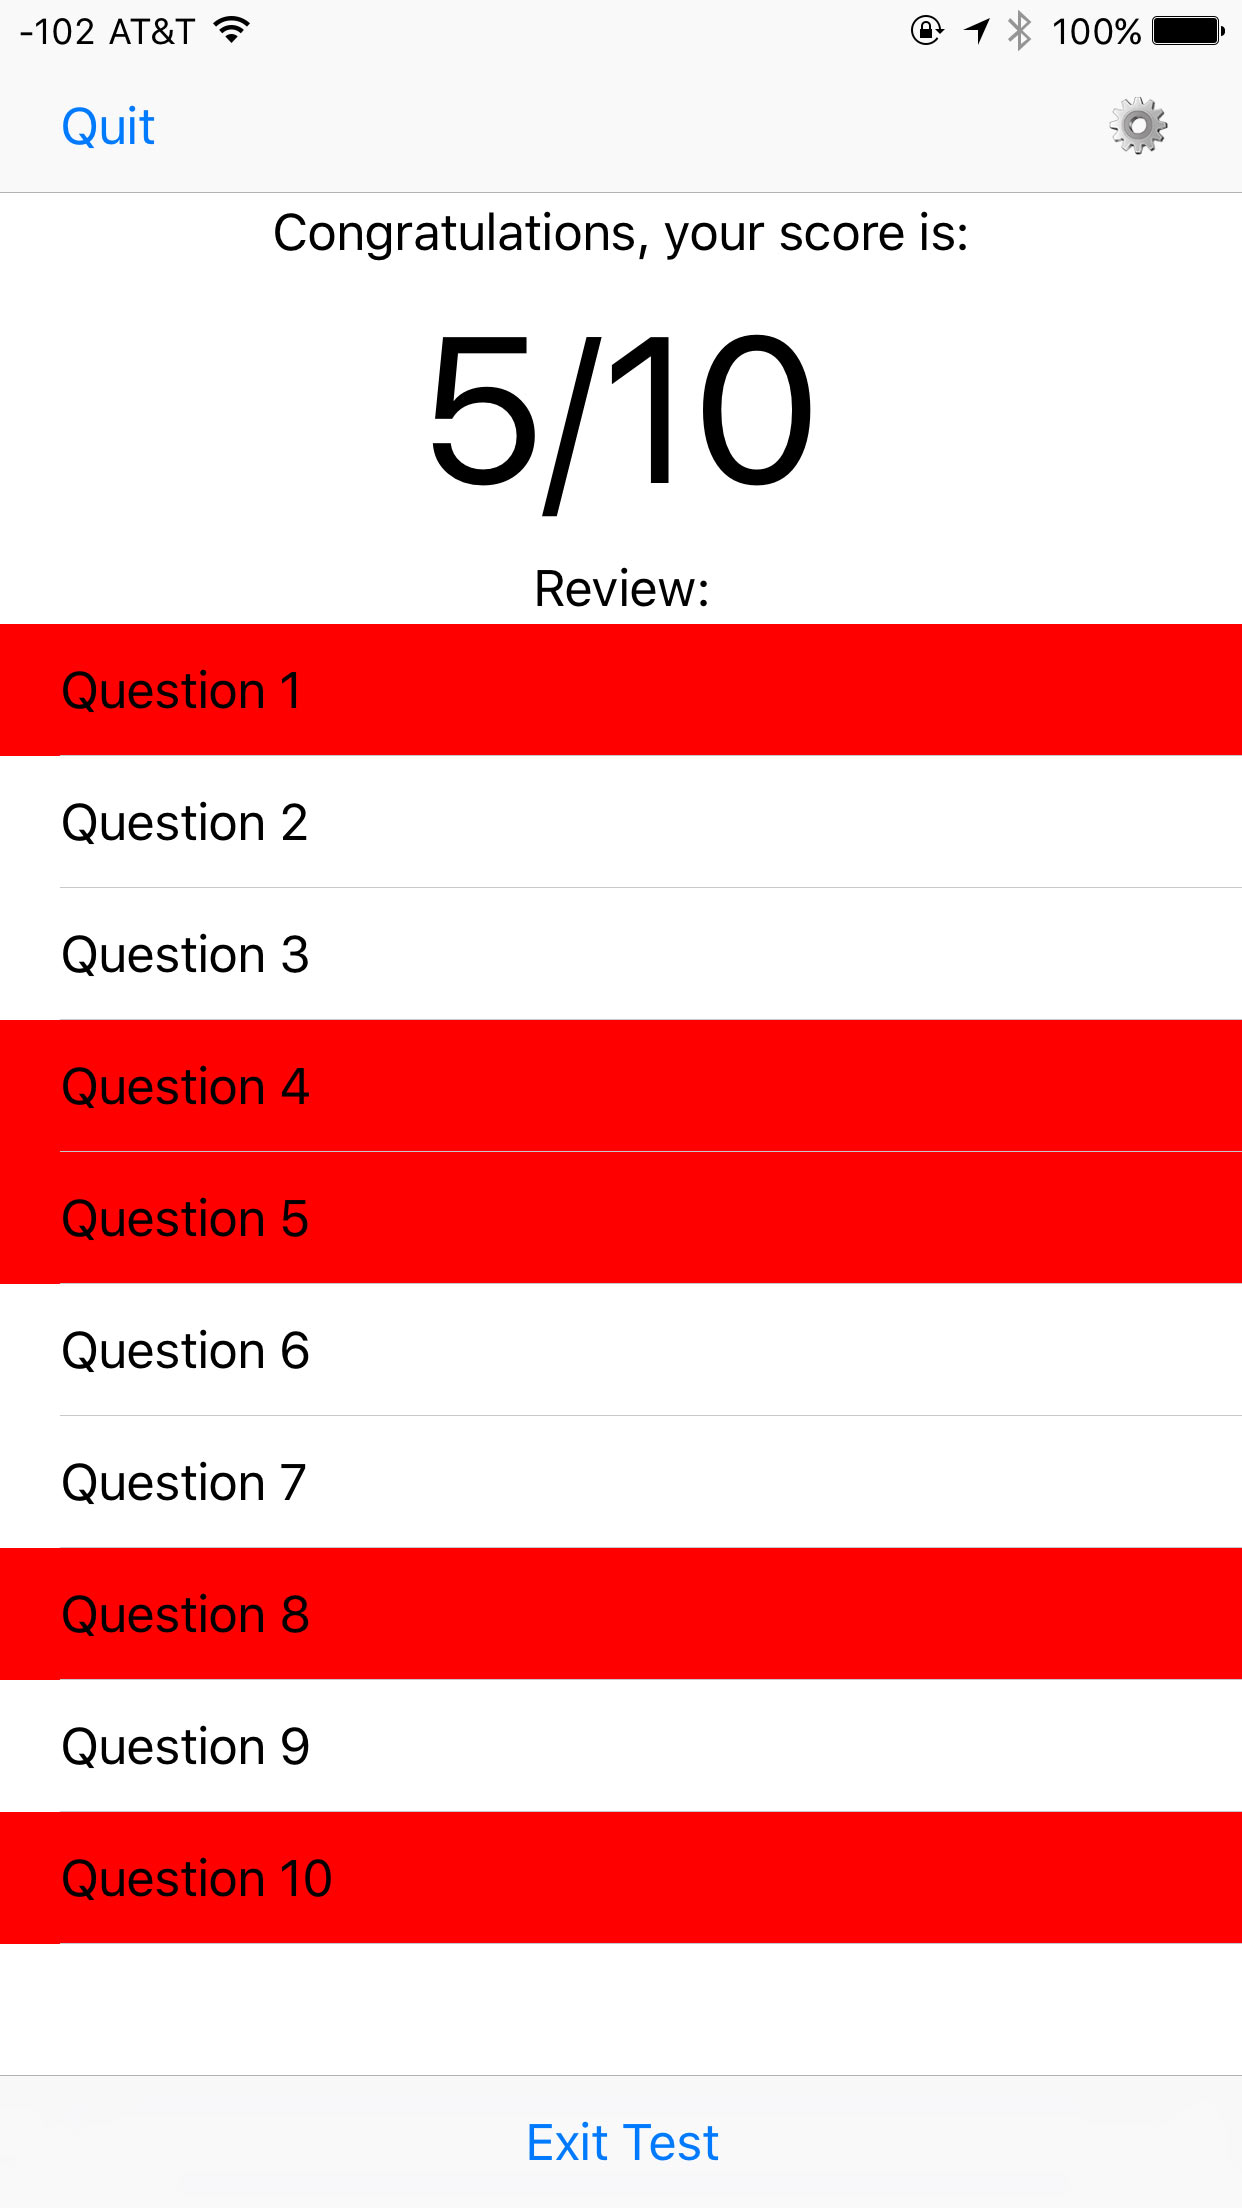 -102 AT&T 100%
Quit
Congratulations, your score is:
5/10
Review:
Question 1
Question 2
Question 3
Question 4
Question 5
Question 6
Question 7
Question 8
Question 9
Question 10
Exit Test